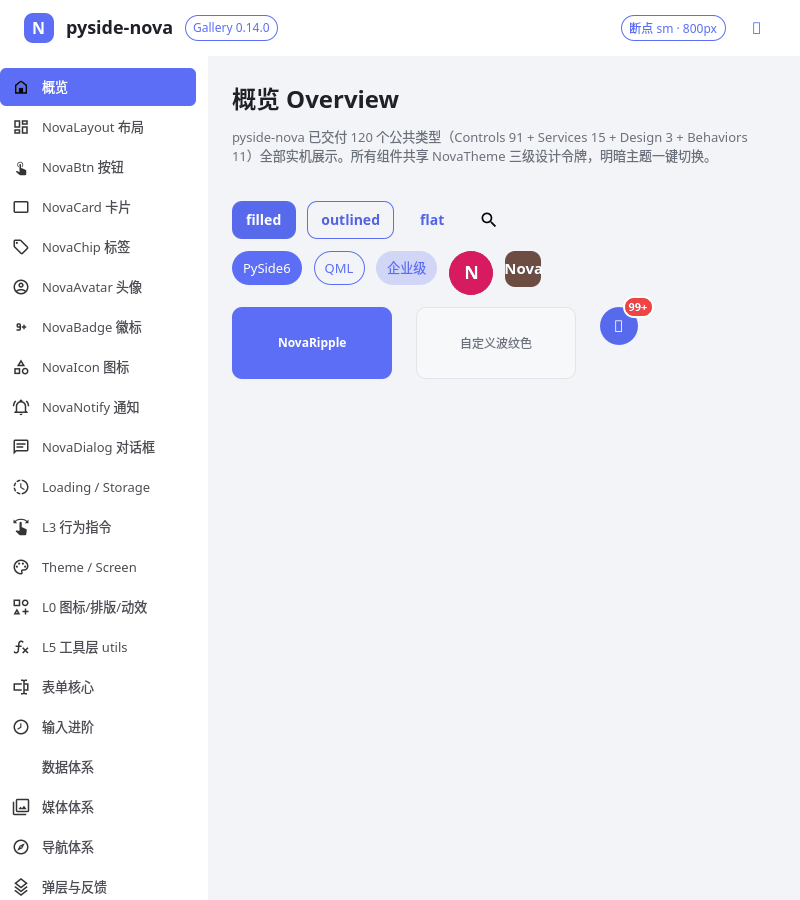 N pyside-nova Gallery 0.14.0 断点 sm · 800px
概览
NovaLayout 布局
NovaBtn 按钮
NovaCard 卡片
NovaChip 标签
NovaAvatar 头像
9+ NovaBadge 徽标
NovaIcon 图标
NovaNotify 通知
NovaDialog 对话框
Loading / Storage
L3 行为指令
Theme / Screen
L0 图标/排版/动效
L5 工具层 utils
表单核心
输入进阶
数据体系
媒体体系
导航体系
弹层与反馈
概览 Overview
pyside-nova 已交付 120 个公共类型（Controls 91 + Services 15 + Design 3 + Behaviors
11）全部实机展示。所有组件共享 NovaTheme 三级设计令牌，明暗主题一键切换。
filled outlined flat
PySide6 QML 企业级 N Nova
99+
NovaRipple 自定义波纹色